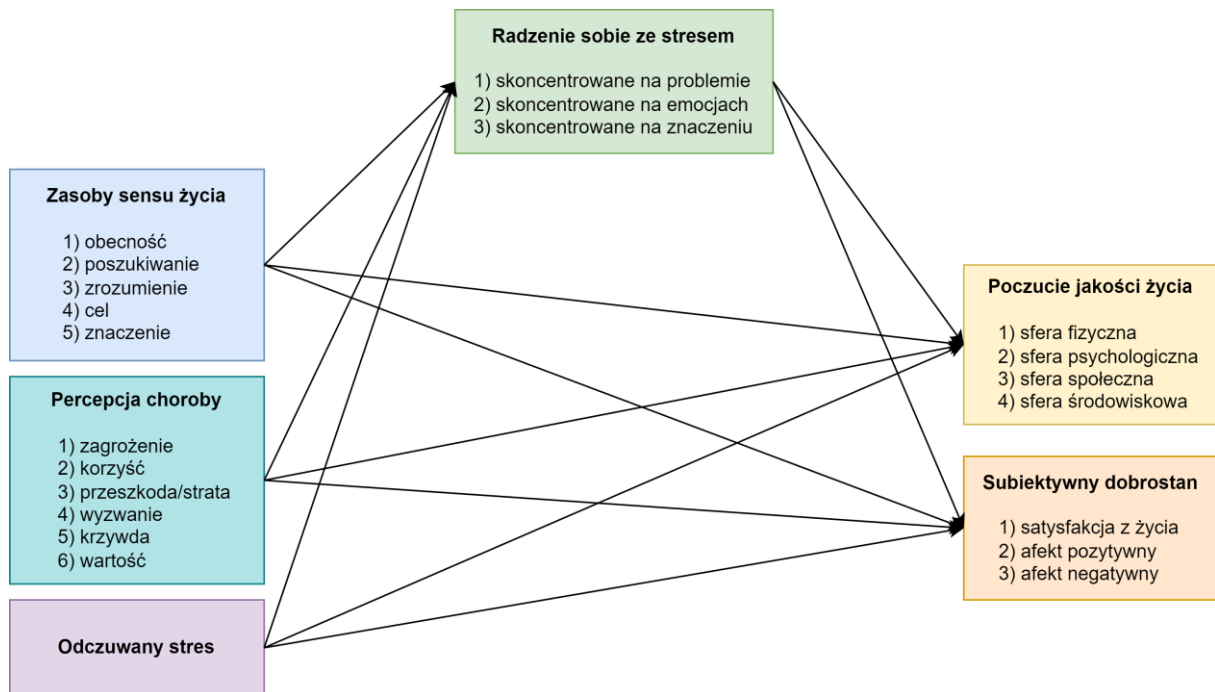 Radzenie sobie ze stresem
1) skoncentrowane na problemie
2) skoncentrowane na emocjach
3) skoncentrowane na znaczeniu
Zasoby sensu życia
1) obecność
2) poszukiwanie
3) zrozumienie
4) cel
5) znaczenie
Percepcja choroby
1) zagrożenie
2) korzyść
3) przeszkoda/strata
4) wyzwanie
5) krzywda
6) wartość
Odczuwany stres
Poczucie jakości życia
1) sfera fizyczna
2) sfera psychologiczna
3) sfera społeczna
4) sfera środowiskowa
Subiektywny dobrostan
1) satysfakcja z życia
2) afekt pozytywny
3) afekt negatywny